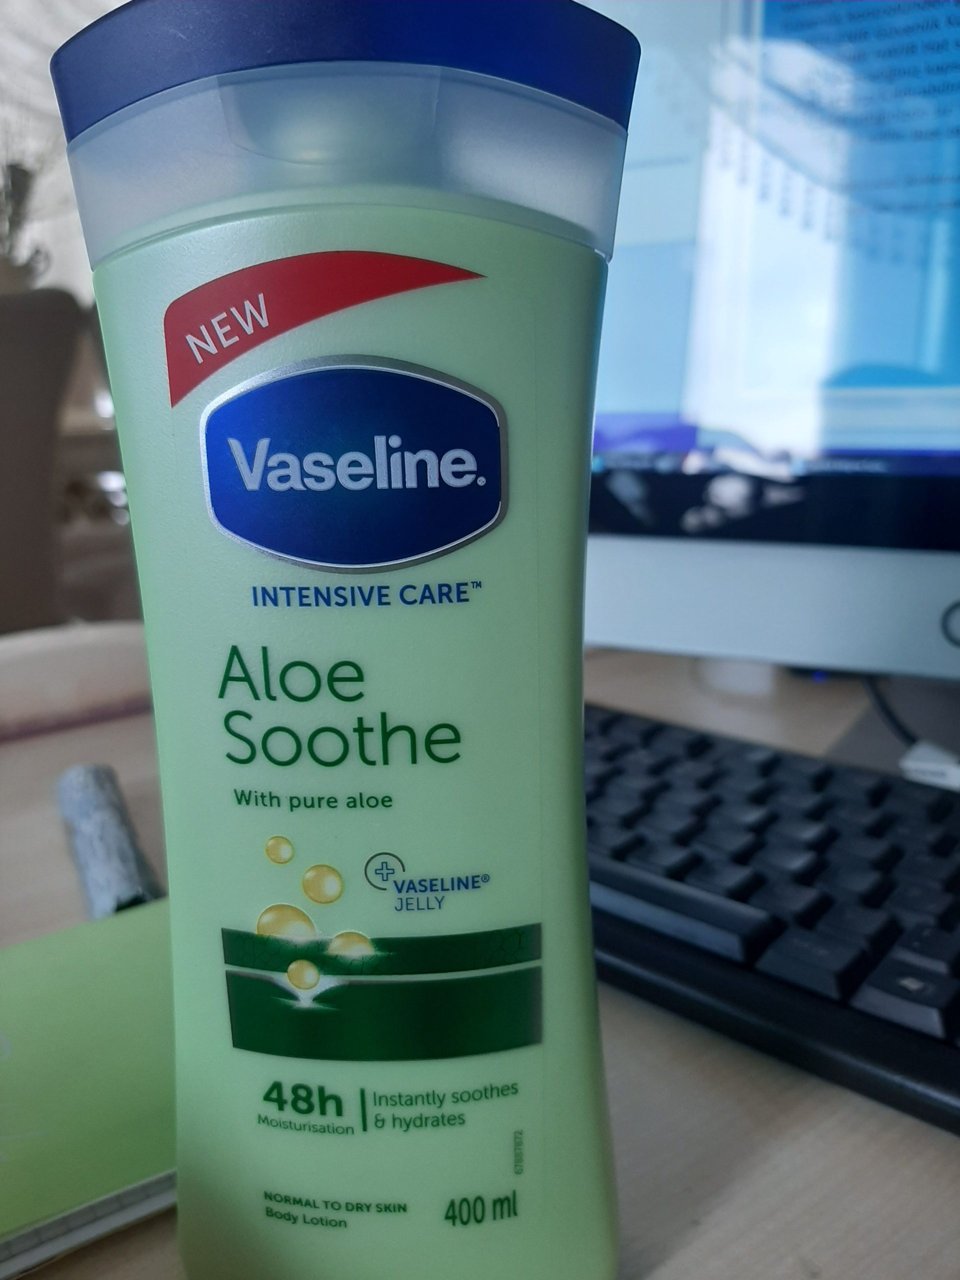 NEW
Vaseline®
INTENSIVE CARE™
Aloe
Soothe
With pure aloe
VASELINE®
JELLY
48h
Moisturisation
Instantly soothes
& hydrates
NORMAL TO DRY SKIN
Body Lotion
400 ml